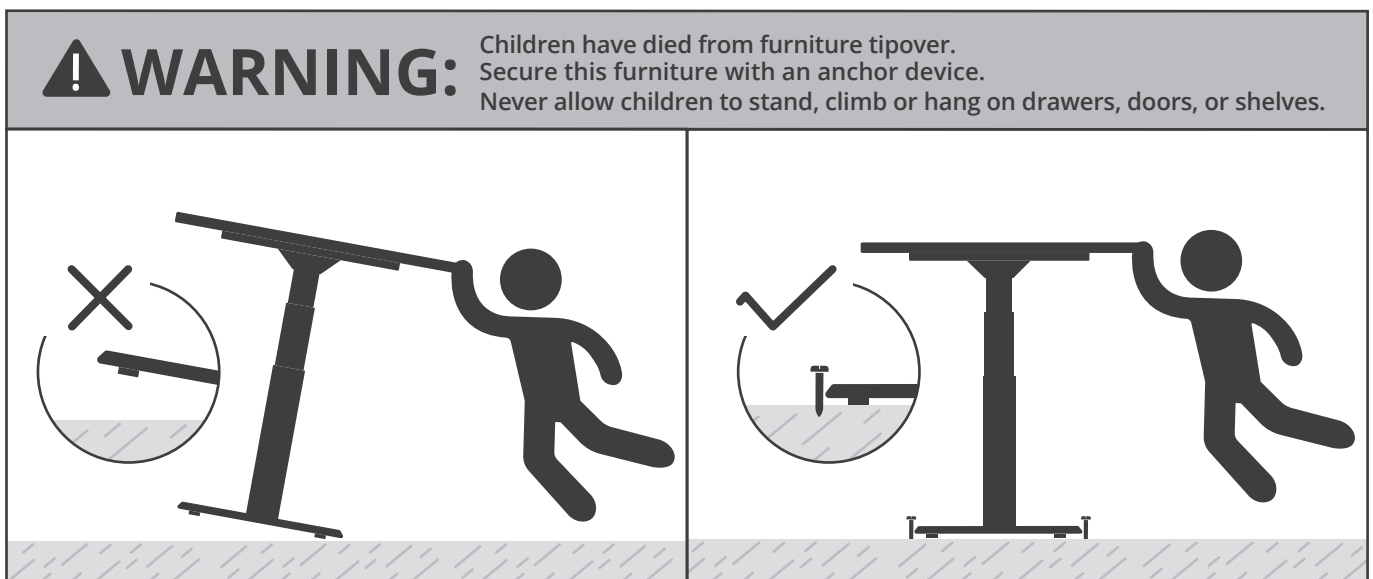 WARNING:
Children have died from furniture tipover.
Secure this furniture with an anchor device.
Never allow children to stand, climb or hang on drawers, doors, or shelves.